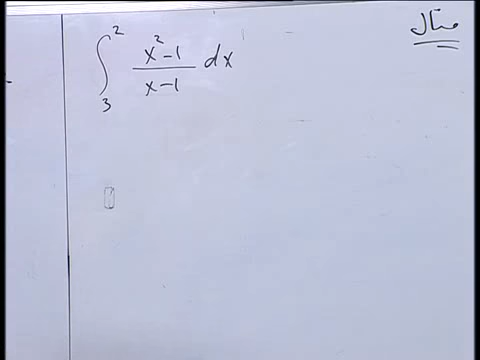 مثال
∫₃² (x²-1)/(x-1) dx